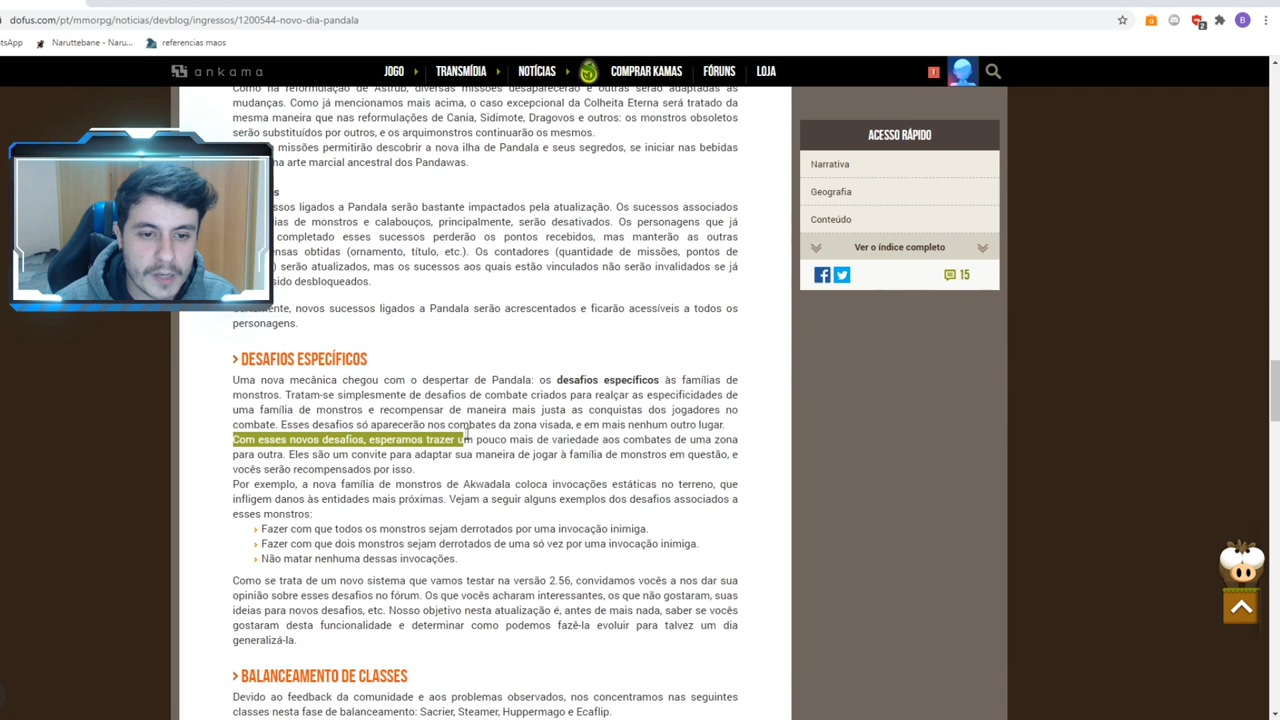 dofus.com/pt/mmorpg/noticias/devblog/ingressos/1200544-novo-dia-pandala
tsApp
Naruttebane - Naru...
referencias maos
2
B
ankama
JOGO
TRANSMÍDIA
NOTÍCIAS
COMPRAR KAMAS
FÓRUNS
LOJA
1
Como na reformulação de Astrub, diversas missões desaparecerão e outras serão adaptadas às
mudanças. Como já mencionamos mais acima, o caso excepcional da Colheita Eterna será tratado da
mesma maneira que nas reformulações de Cania, Sidimote, Dragovos e outros: os monstros obsoletos
serão substituídos por outros, e os arquimonstros continuarão os mesmos.
missões permitirão descobrir a nova ilha de Pandala e seus segredos, se iniciar nas bebidas
na arte marcial ancestral dos Pandawas.
ssos ligados a Pandala serão bastante impactados pela atualização. Os sucessos associados
ias de monstros e calabouços, principalmente, serão desativados. Os personagens que já
completado esses sucessos perderão os pontos recebidos, mas manterão as outras
ensas obtidas (ornamento, título, etc.). Os contadores (quantidade de missões, pontos de
) serão atualizados, mas os sucessos aos quais estão vinculados não serão invalidados se já
sido desbloqueados.
mente, novos sucessos ligados a Pandala serão acrescentados e ficarão acessíveis a todos os
personagens.
DESAFIOS ESPECÍFICOS
Uma nova mecânica chegou com o despertar de Pandala: os desafios específicos às famílias de
monstros. Tratam-se simplesmente de desafios de combate criados para realçar as especificidades de
uma família de monstros e recompensar de maneira mais justa as conquistas dos jogadores no
combate. Esses desafios só aparecerão nos combates da zona visada, e em mais nenhum outro lugar.
Com esses novos desafios, esperamos trazer um pouco mais de variedade aos combates de uma zona
para outra. Eles são um convite para adaptar sua maneira de jogar à família de monstros em questão, e
vocês serão recompensados por isso.
Por exemplo, a nova família de monstros de Akwadala coloca invocações estáticas no terreno, que
infligem danos às entidades mais próximas. Vejam a seguir alguns exemplos dos desafios associados a
esses monstros:
Fazer com que todos os monstros sejam derrotados por uma invocação inimiga.
Fazer com que dois monstros sejam derrotados de uma só vez por uma invocação inimiga.
Não matar nenhuma dessas invocações.
Como se trata de um novo sistema que vamos testar na versão 2.56, convidamos vocês a nos dar sua
opinião sobre esses desafios no fórum. Os que vocês acharam interessantes, os que não gostaram, suas
ideias para novos desafios, etc. Nosso objetivo nesta atualização é, antes de mais nada, saber se vocês
gostaram desta funcionalidade e determinar como podemos fazê-la evoluir para talvez um dia
generalizá-la.
BALANCEAMENTO DE CLASSES
Devido ao feedback da comunidade e aos problemas observados, nos concentramos nas seguintes
classes nesta fase de balanceamento: Sacrier, Steamer, Huppermago e Ecaflip.
ACESSO RÁPIDO
Narrativa
Geografia
Conteúdo
Ver o índice completo
15